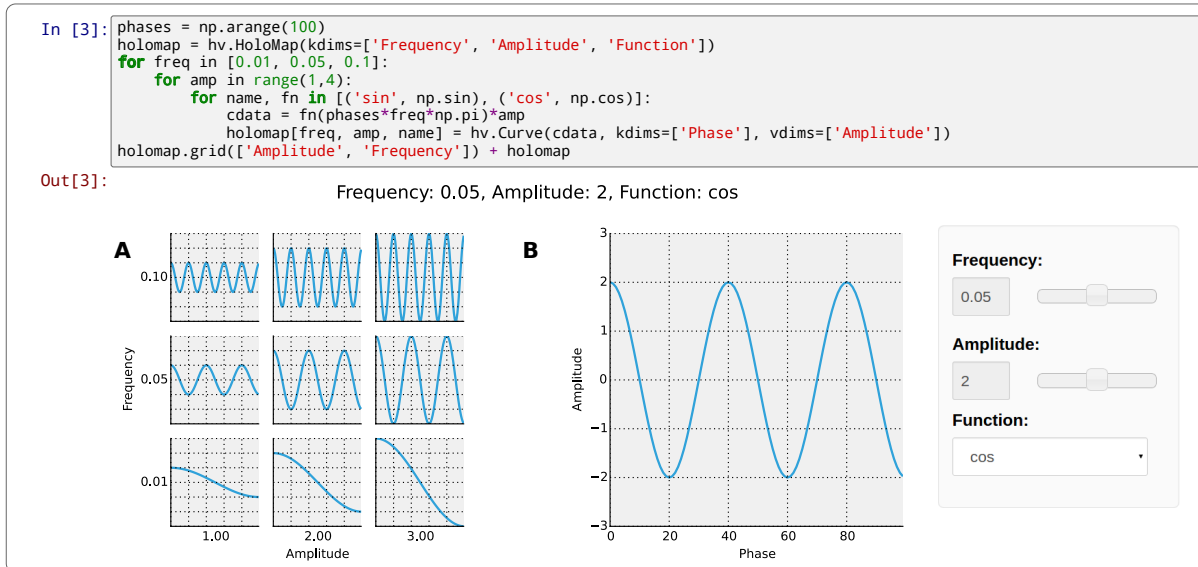 In [3]:
phases = np.arange(100)
holomap = hv.HoloMap(kdims=['Frequency', 'Amplitude', 'Function'])
for freq in [0.01, 0.05, 0.1]:
    for amp in range(1,4):
        for name, fn in [('sin', np.sin), ('cos', np.cos)]:
            cdata = fn(phases*freq*np.pi)*amp
            holomap[freq, amp, name] = hv.Curve(cdata, kdims=['Phase'], vdims=['Amplitude'])
holomap.grid(['Amplitude', 'Frequency']) + holomap
Out[3]:
Frequency: 0.05, Amplitude: 2, Function: cos
A
0.10
0.05
0.01
Frequency
1.00 2.00 3.00
Amplitude
B
3
2
1
0
−1
−2
−3
Amplitude
0 20 40 60 80
Phase
Frequency:
0.05
Amplitude:
2
Function:
cos